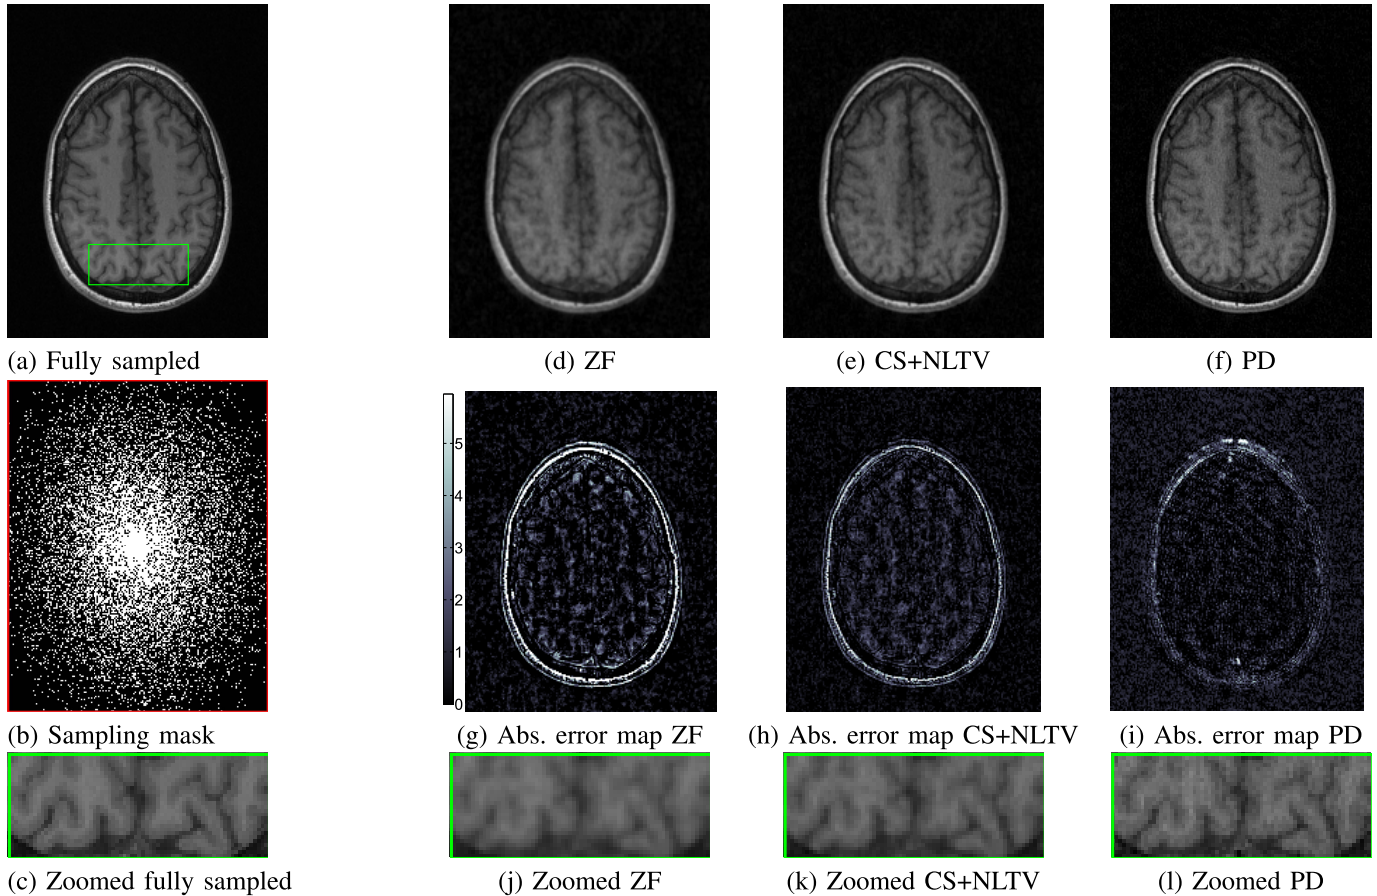 (a) Fully sampled
(d) ZF
(e) CS+NLTV
(f) PD
5
4
3
2
1
0
(b) Sampling mask
(g) Abs. error map ZF
(h) Abs. error map CS+NLTV
(i) Abs. error map PD
(c) Zoomed fully sampled
(j) Zoomed ZF
(k) Zoomed CS+NLTV
(l) Zoomed PD